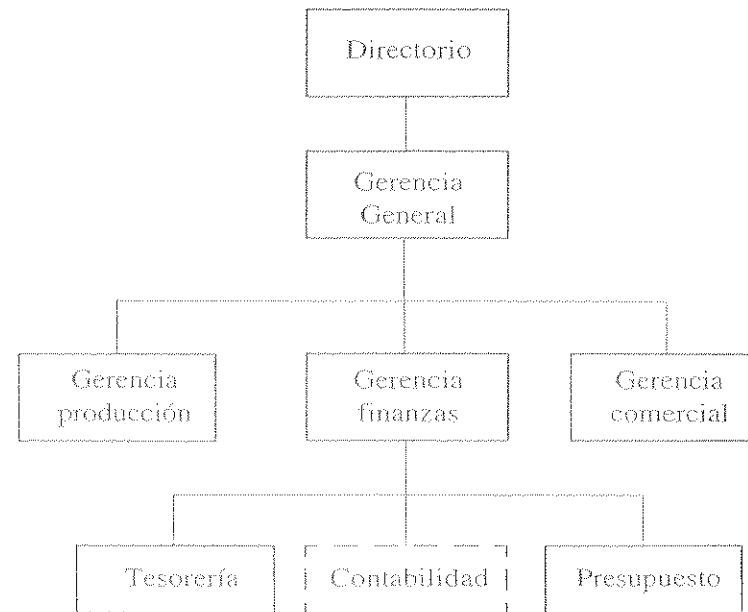 Directorio
Gerencia
General
Gerencia
producción
Gerencia
finanzas
Gerencia
comercial
Tesorería
Contabilidad
Presupuesto